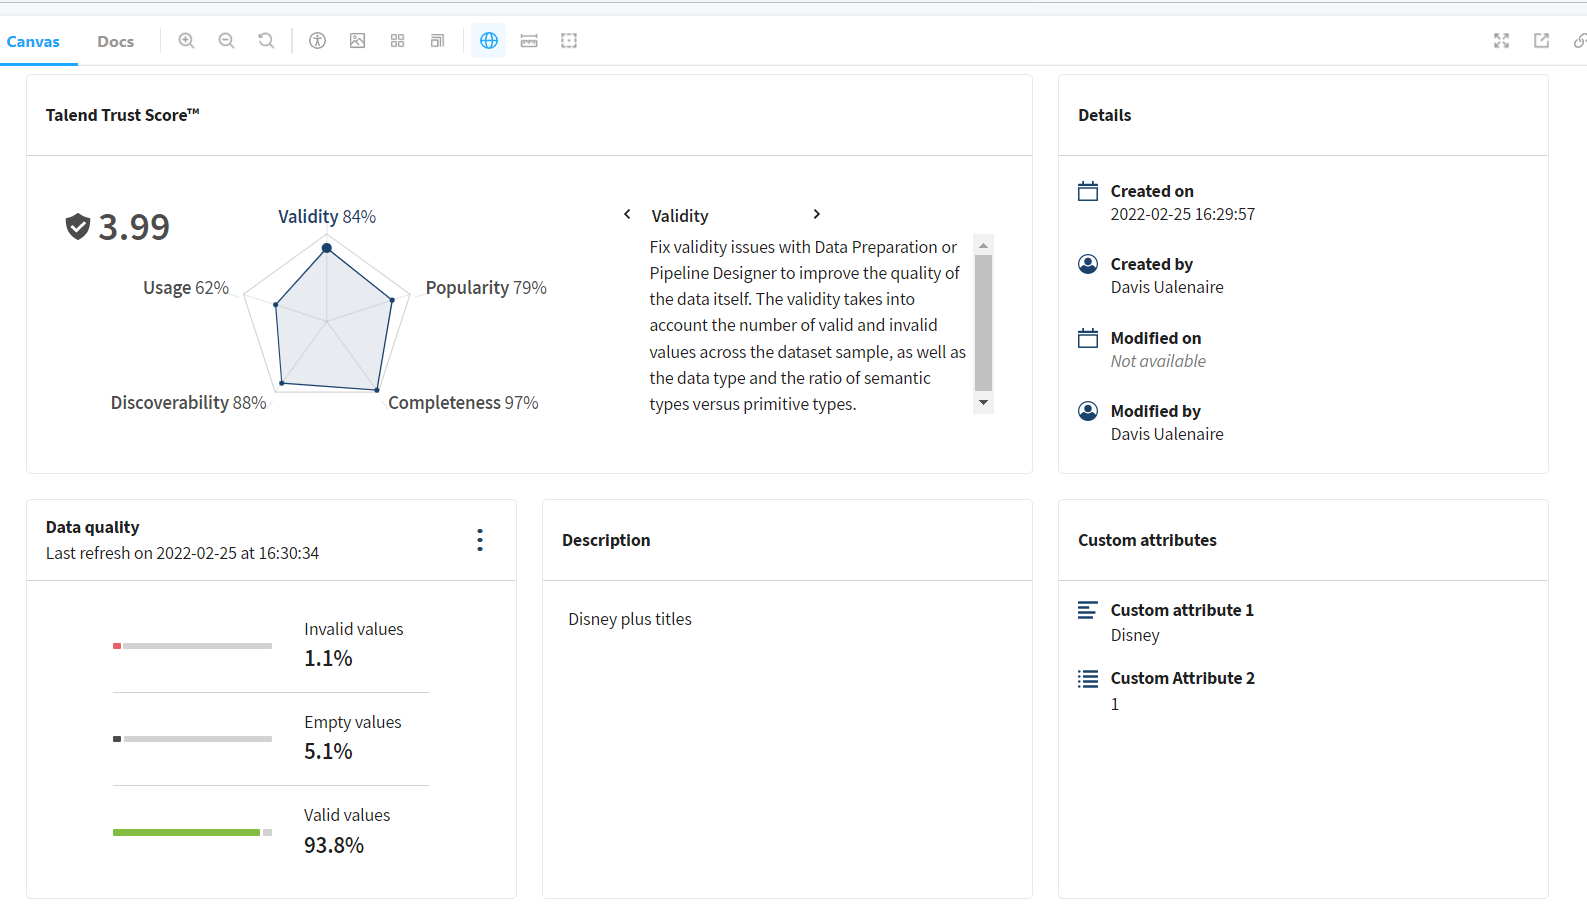 Canvas
Docs
Talend Trust Score™
3.99
Validity 84%
Usage 62%
Popularity 79%
Discoverability 88%
Completeness 97%
Validity
Fix validity issues with Data Preparation or
Pipeline Designer to improve the quality of
the data itself. The validity takes into
account the number of valid and invalid
values across the dataset sample, as well as
the data type and the ratio of semantic
types versus primitive types.
Details
Created on
2022-02-25 16:29:57
Created by
Davis Ualenaire
Modified on
Not available
Modified by
Davis Ualenaire
Data quality
Last refresh on 2022-02-25 at 16:30:34
Invalid values
1.1%
Empty values
5.1%
Valid values
93.8%
Description
Disney plus titles
Custom attributes
Custom attribute 1
Disney
Custom Attribute 2
1